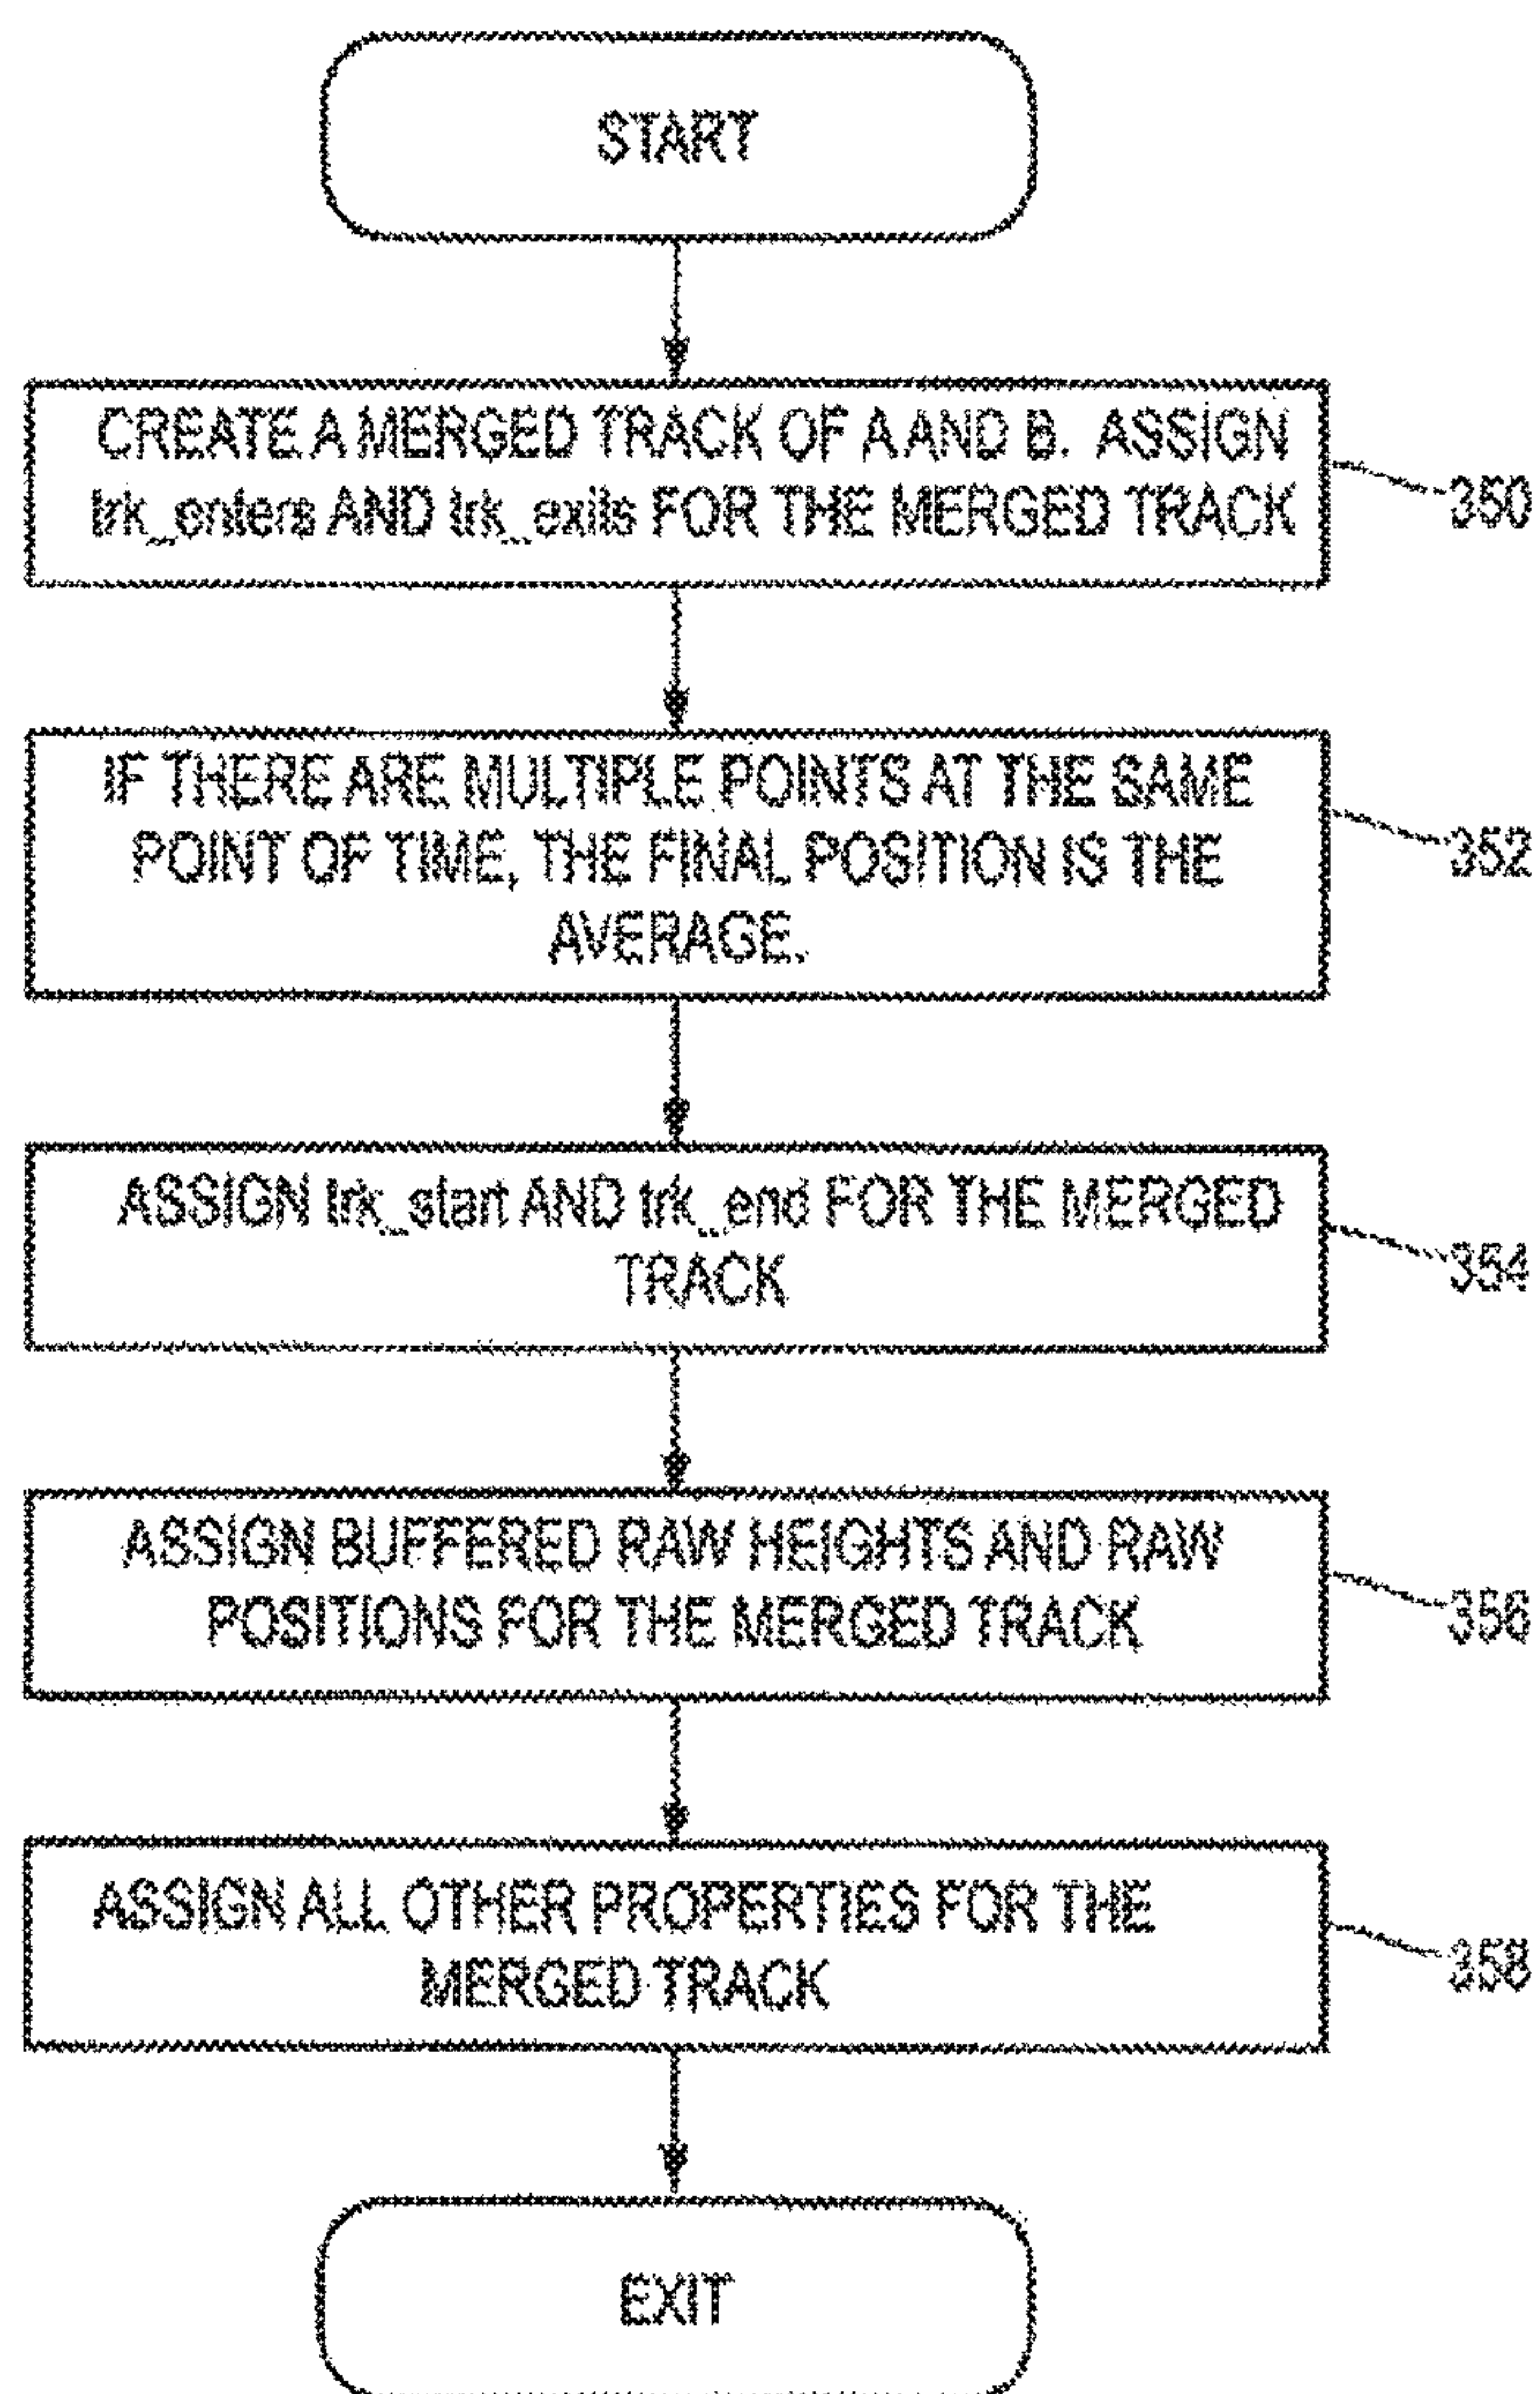 START
CREATE A MERGED TRACK OF A AND B. ASSIGN
trk_enters AND trk_exits FOR THE MERGED TRACK
350
IF THERE ARE MULTIPLE POINTS AT THE SAME
POINT OF TIME, THE FINAL POSITION IS THE
AVERAGE.
352
ASSIGN trk_start AND trk_end FOR THE MERGED
TRACK
354
ASSIGN BUFFERED RAW HEIGHTS AND RAW
POSITIONS FOR THE MERGED TRACK
356
ASSIGN ALL OTHER PROPERTIES FOR THE
MERGED TRACK
358
EXIT